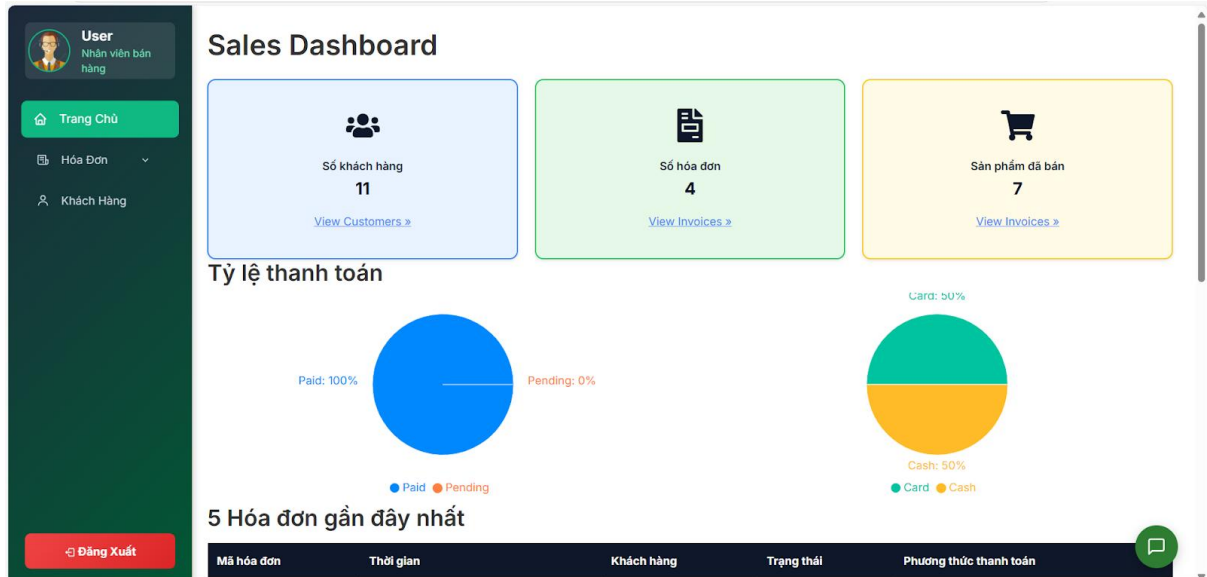 User
Nhân viên bán
hàng
Trang Chủ
Hóa Đơn
Khách Hàng
Đăng Xuất
Sales Dashboard
Số khách hàng
11
View Customers »
Số hóa đơn
4
View Invoices »
Sản phẩm đã bán
7
View Invoices »
Tỷ lệ thanh toán
Paid: 100%
Pending: 0%
Paid Pending
Card: 50%
Cash: 50%
Card Cash
5 Hóa đơn gần đây nhất
Mã hóa đơn Thời gian Khách hàng Trạng thái Phương thức thanh toán